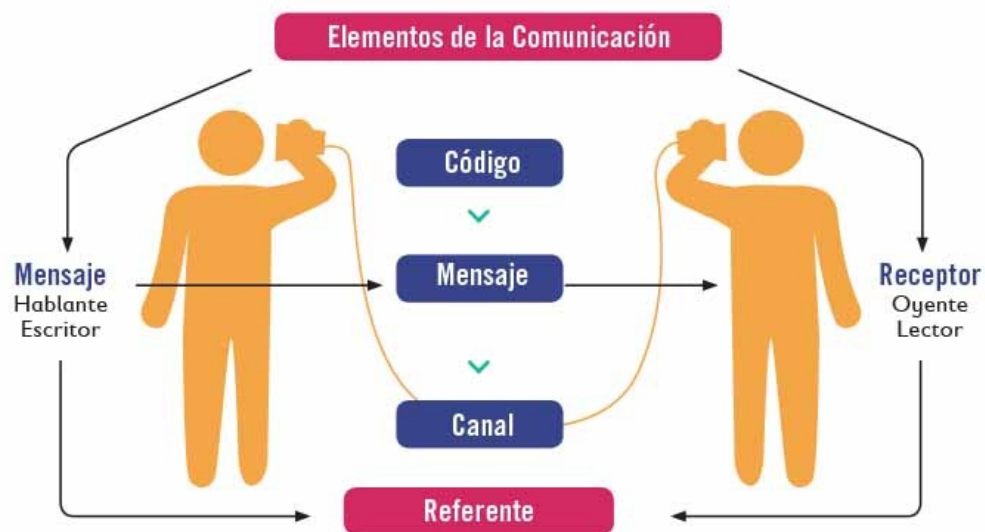 Elementos de la Comunicación
Código
Mensaje
Hablante
Escritor
Mensaje
Receptor
Oyente
Lector
Canal
Referente